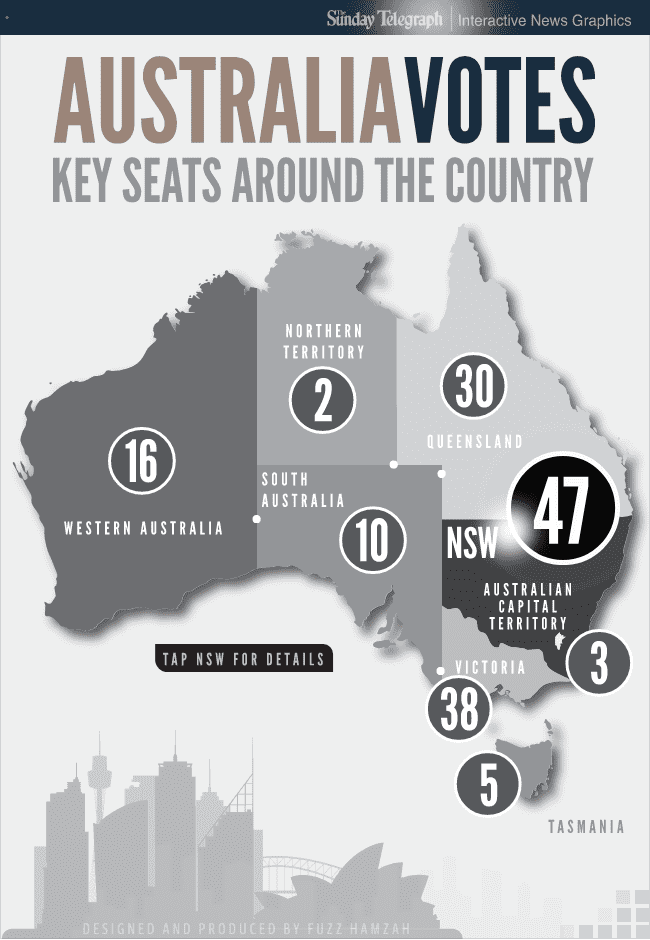 The Sunday Telegraph Interactive News Graphics
AUSTRALIAVOTES
KEY SEATS AROUND THE COUNTRY
NORTHERN
TERRITORY
2
30
QUEENSLAND
16
WESTERN AUSTRALIA
SOUTH
AUSTRALIA
10
47
NSW
AUSTRALIAN
CAPITAL
TERRITORY
3
TAP NSW FOR DETAILS
VICTORIA
38
5
TASMANIA
DESIGNED AND PRODUCED BY FUZZ HAMZAH